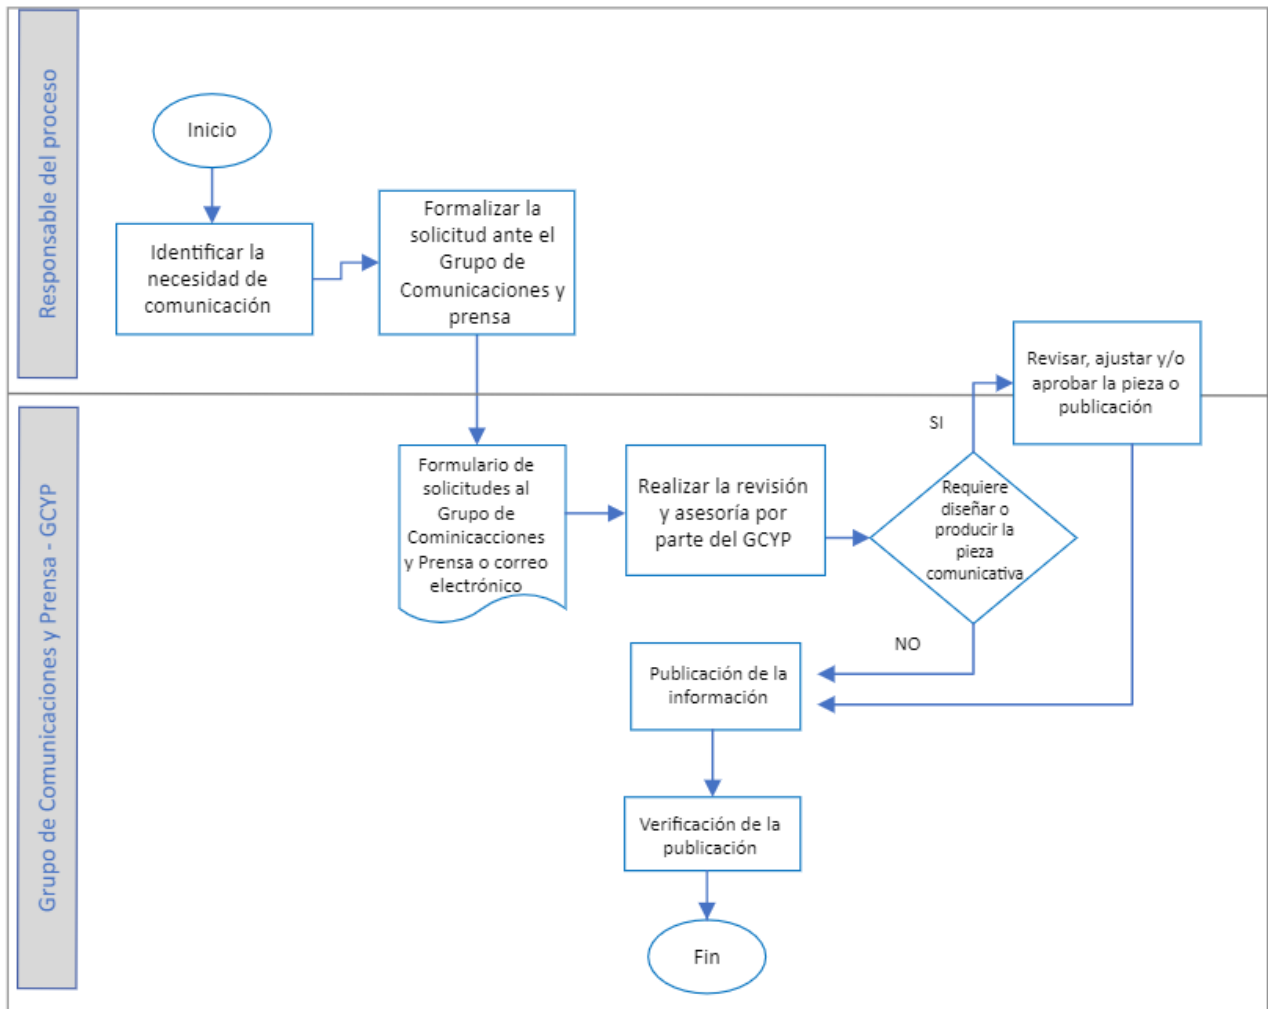 Responsable del proceso
Inicio
Identificar la
necesidad de
comunicación
Formalizar la
solicitud ante el
Grupo de
Comunicaciones y
prensa
Revisar, ajustar y/o
aprobar la pieza o
publicación
Grupo de Comunicaciones y Prensa - GCYP
Formulario de
solicitudes al
Grupo de
Cominicacciones
y Prensa o correo
electrónico
Realizar la revisión
y asesoría por
parte del GCYP
SI
Requiere
diseñar o
producir la
pieza
comunicativa
NO
Publicación de la
información
Verificación de la
publicación
Fin